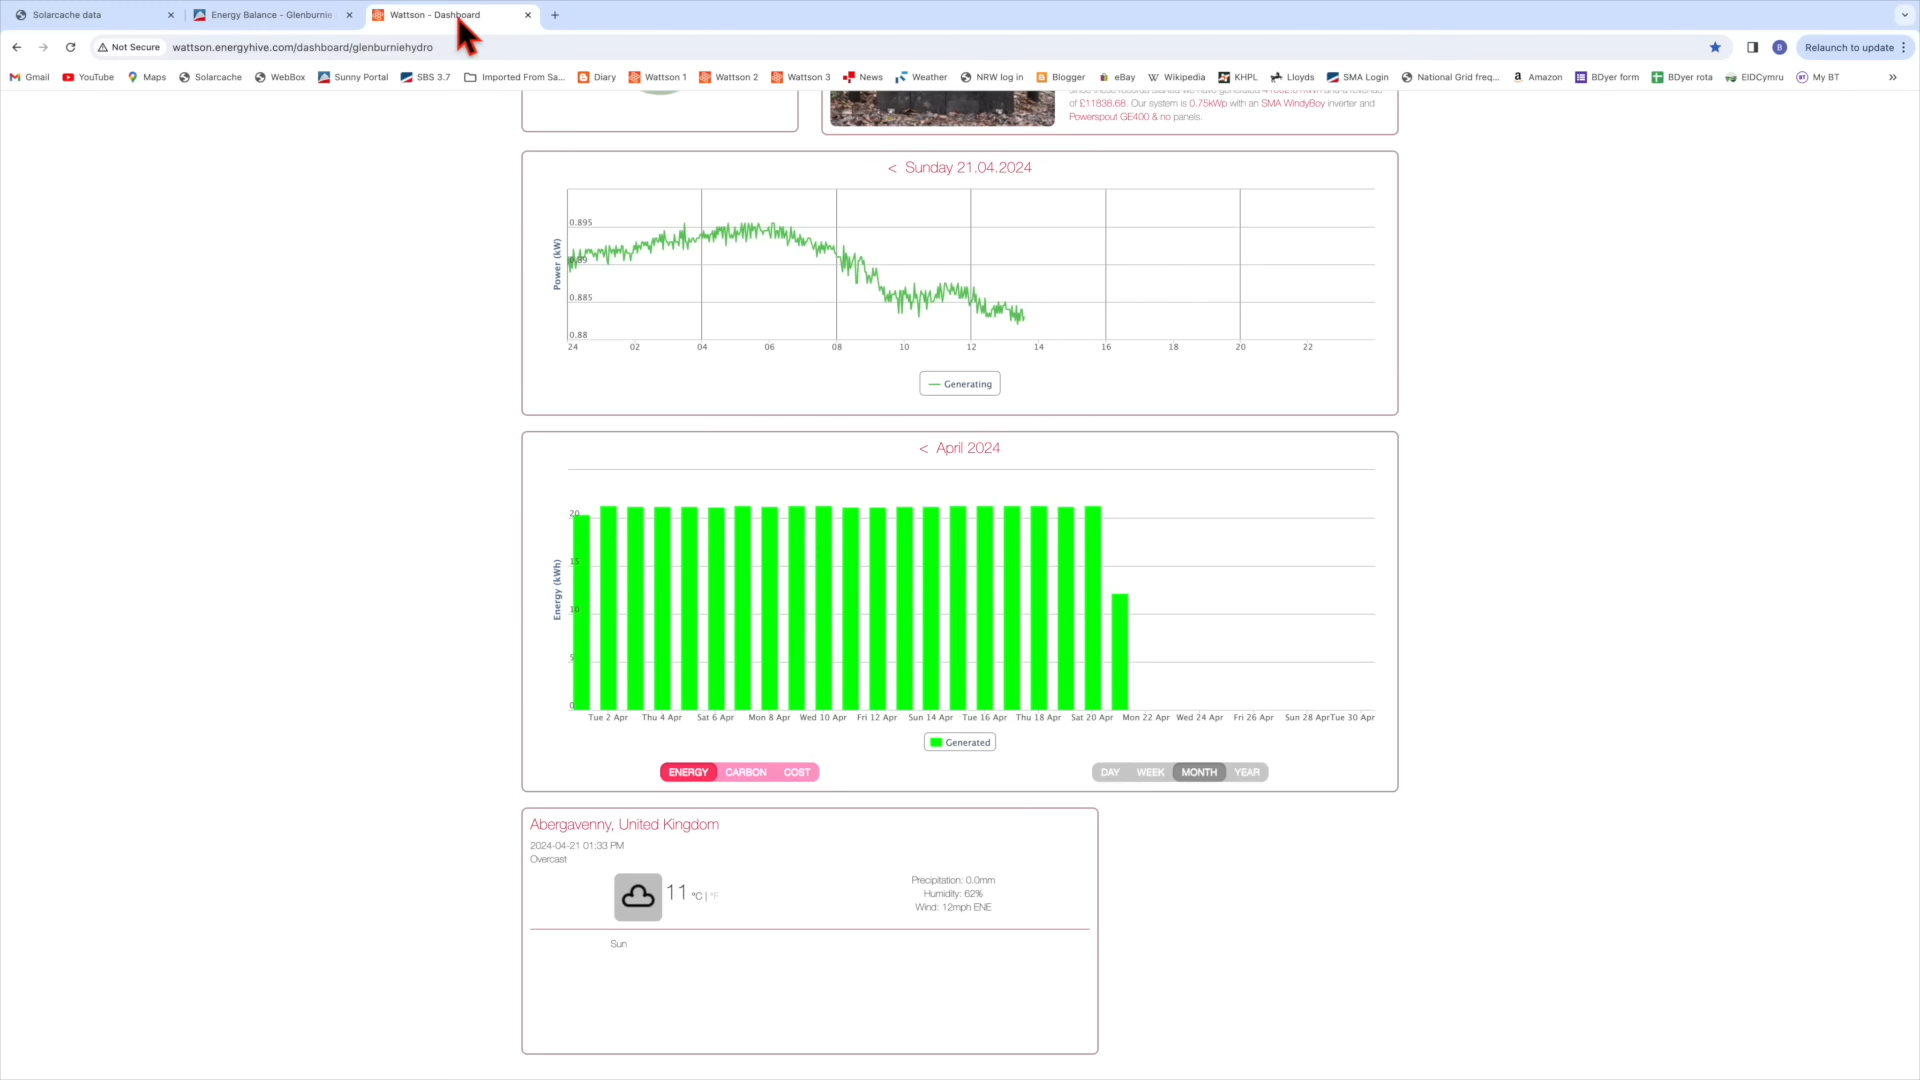 Solarcache data
Energy Balance - Glenburnie
Wattson - Dashboard
Not Secure
wattson.energyhive.com/dashboard/glenburniehydro
B
Relaunch to update
Gmail
YouTube
Maps
Solarcache
WebBox
Sunny Portal
SBS 3.7
Imported From Sa...
Diary
Wattson 1
Wattson 2
Wattson 3
News
Weather
NRW log in
Blogger
eBay
Wikipedia
KHPL
Lloyds
SMA Login
National Grid freq...
Amazon
BDyer form
BDyer rota
EIDCymru
My BT
of £11838.68. Our system is 0.75kWp with an SMA WindyBoy inverter and
Powerspout GE400 & no panels.
< Sunday 21.04.2024
Power (kW)
0.895
0.89
0.885
0.88
24 02 04 06 08 10 12 14 16 18 20 22
Generating
< April 2024
Energy (kWh)
20
15
10
5
0
Tue 2 Apr Thu 4 Apr Sat 6 Apr Mon 8 Apr Wed 10 Apr Fri 12 Apr Sun 14 Apr Tue 16 Apr Thu 18 Apr Sat 20 Apr Mon 22 Apr Wed 24 Apr Fri 26 Apr Sun 28 Apr Tue 30 Apr
Generated
ENERGY CARBON COST
DAY WEEK MONTH YEAR
Abergavenny, United Kingdom
2024-04-21 01:33 PM
Overcast
11 °C | °F
Precipitation: 0.0mm
Humidity: 62%
Wind: 12mph ENE
Sun